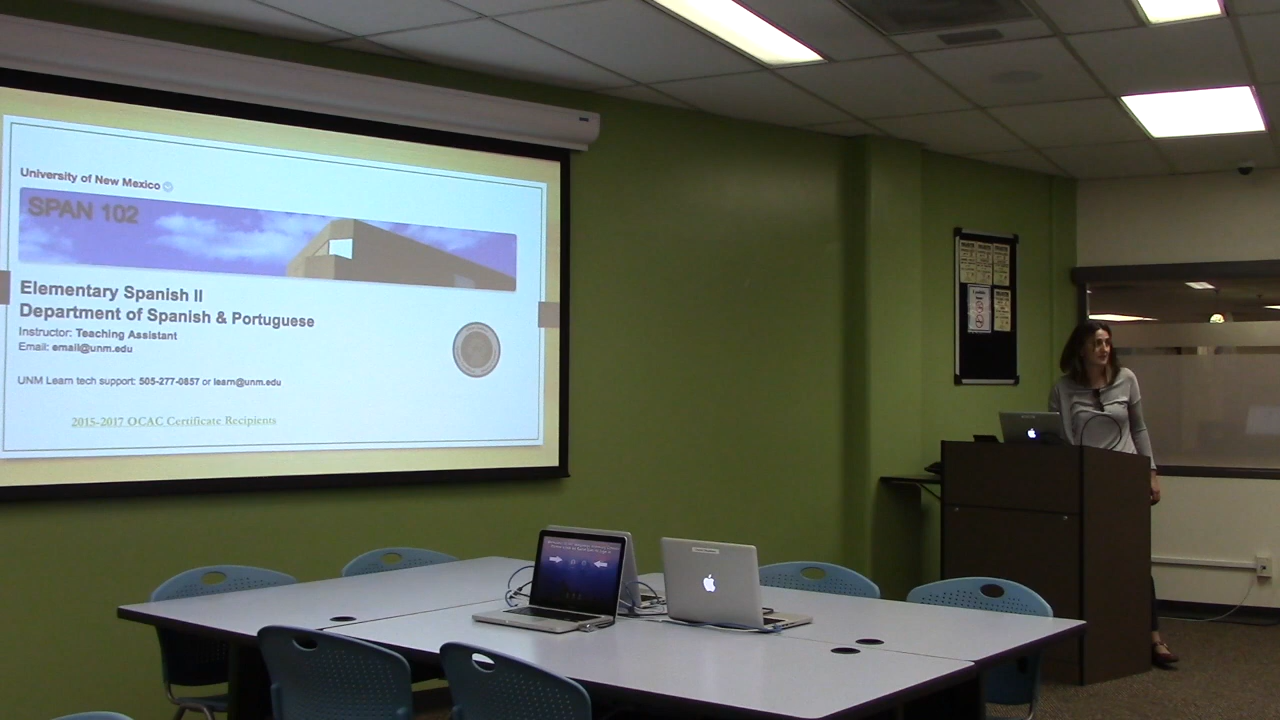 University of New Mexico
SPAN 102
Elementary Spanish II
Department of Spanish & Portuguese
Instructor: Teaching Assistant
Email: email@unm.edu
UNM Learn tech support: 505-277-0857 or learn@unm.edu
2015-2017 OCAC Certificate Recipients